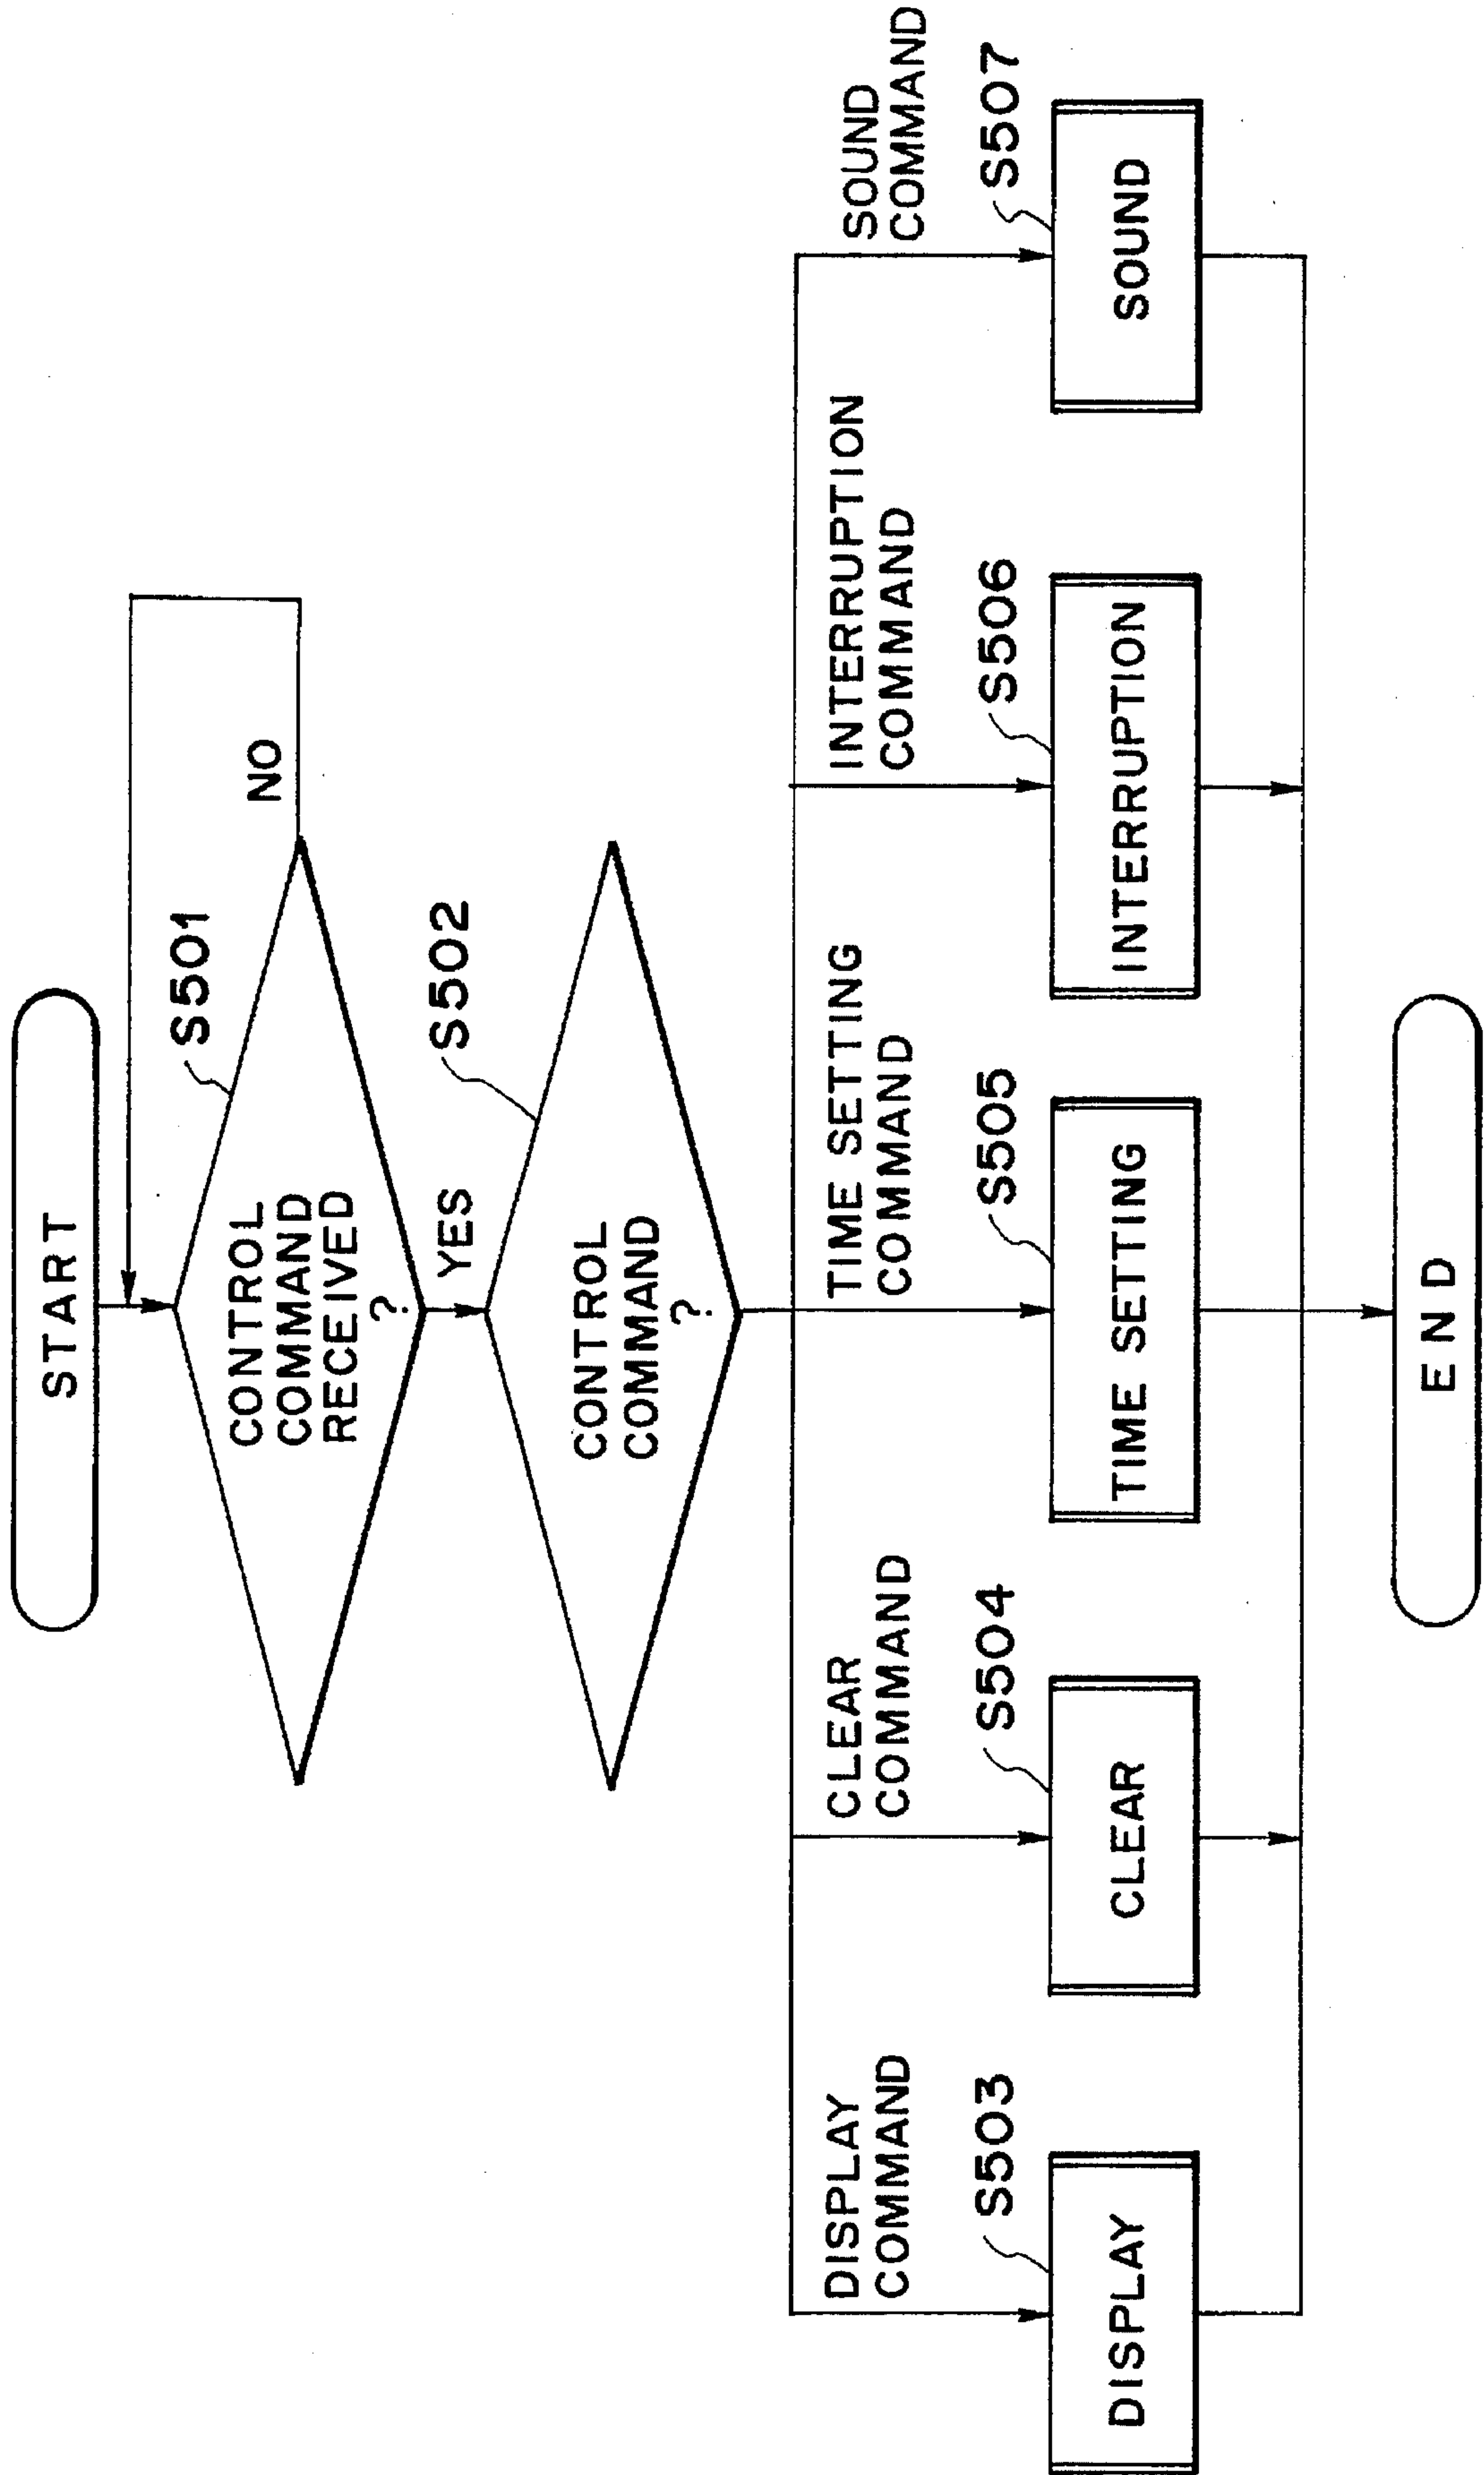 START
S501
CONTROL
COMMAND
RECEIVED
?
NO
YES
S502
CONTROL
COMMAND
?
DISPLAY
COMMAND
CLEAR
COMMAND
TIME SETTING
COMMAND
INTERRUPTION
COMMAND
SOUND
COMMAND
S503
S504
S505
S506
S507
DISPLAY
CLEAR
TIME SETTING
INTERRUPTION
SOUND
END